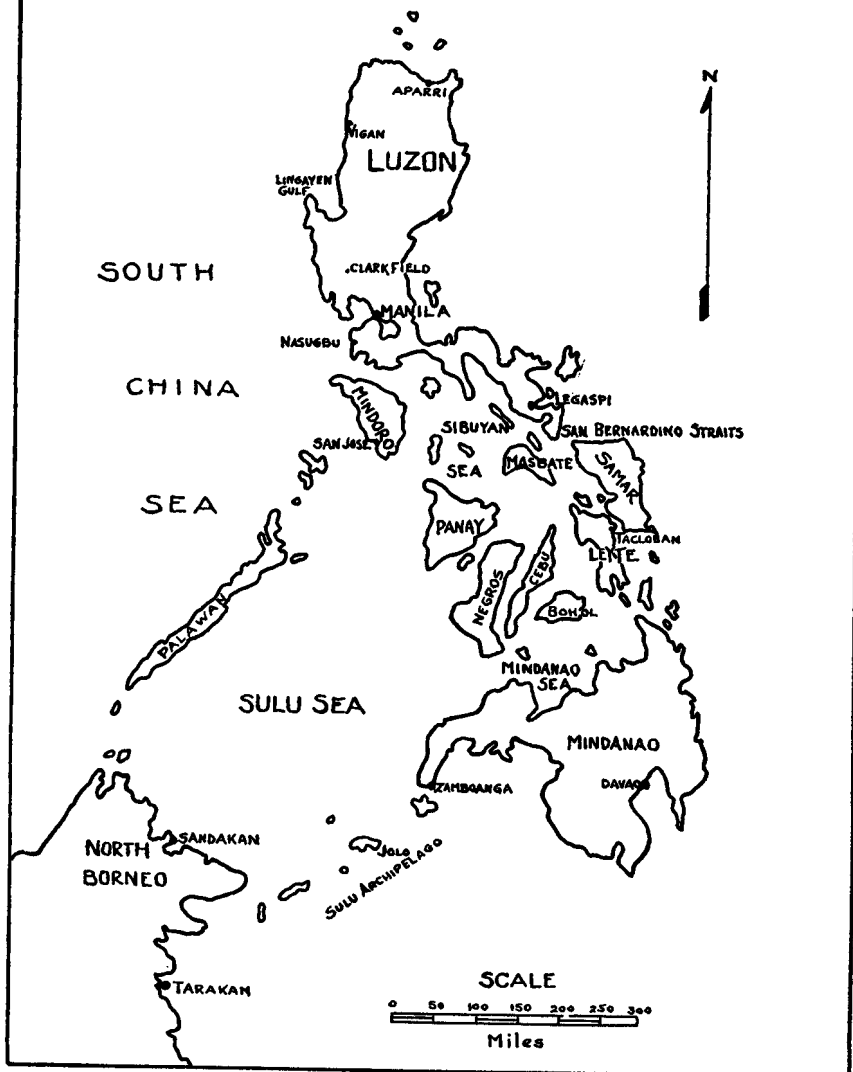 N
APARRI
VIGAN
LUZON
LINGAYEN
GULF
SOUTH
CLARK FIELD
MANILA
NASUGBU
CHINA
MINDORO
LEGASPI
SIBUYAN
SAN BERNARDINO STRAITS
SAN JOSE
MASBATE
SEA
SAMAR
SEA
PANAY
TACLOBAN
LEYTE
CEBU
NEGROS
BOHOL
PALAWAN
MINDANAO
SEA
SULU SEA
MINDANAO
ZAMBOANGA
DAVAO
SANDAKAN
NORTH
BORNEO
JOLO
SULU ARCHIPELAGO
TARAKAN
SCALE
0 50 100 150 200 250 300
Miles